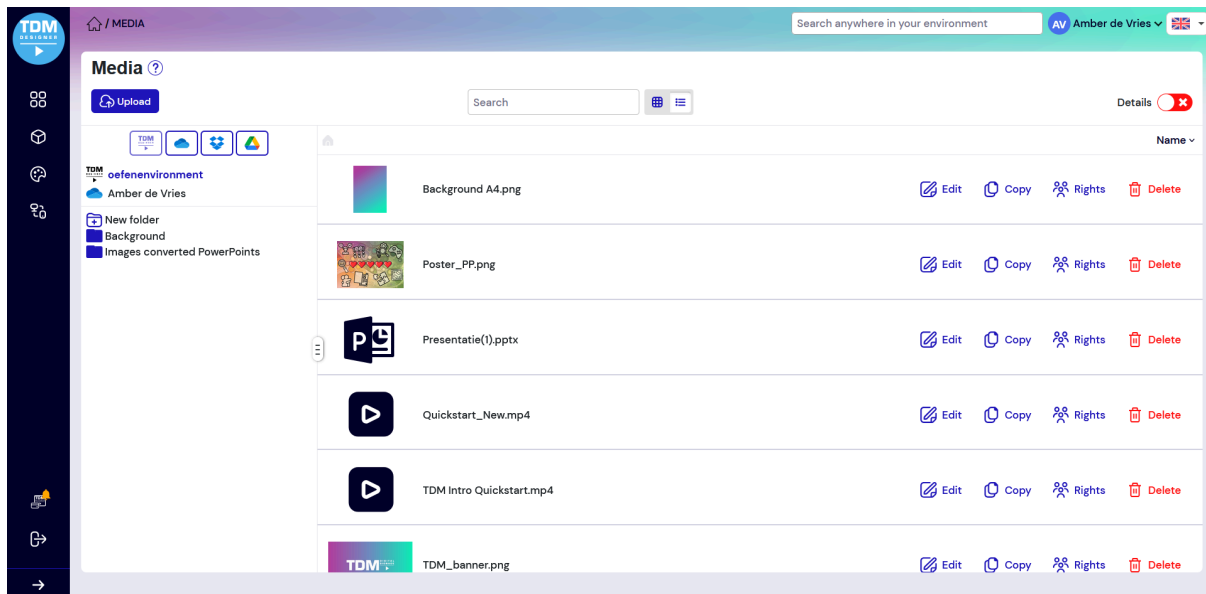 TDM
DESIGNER
/ MEDIA
Search anywhere in your environment
AV Amber de Vries
Media ?
Upload
Search
Details
TDM
Name
TDM oefenenvironment
Amber de Vries
New folder
Background
Images converted PowerPoints
Background A4.png Edit Copy Rights Delete
Poster_PP.png Edit Copy Rights Delete
P Presentatie(1).pptx Edit Copy Rights Delete
Quickstart_New.mp4 Edit Copy Rights Delete
TDM Intro Quickstart.mp4 Edit Copy Rights Delete
TDM TDM_banner.png Edit Copy Rights Delete